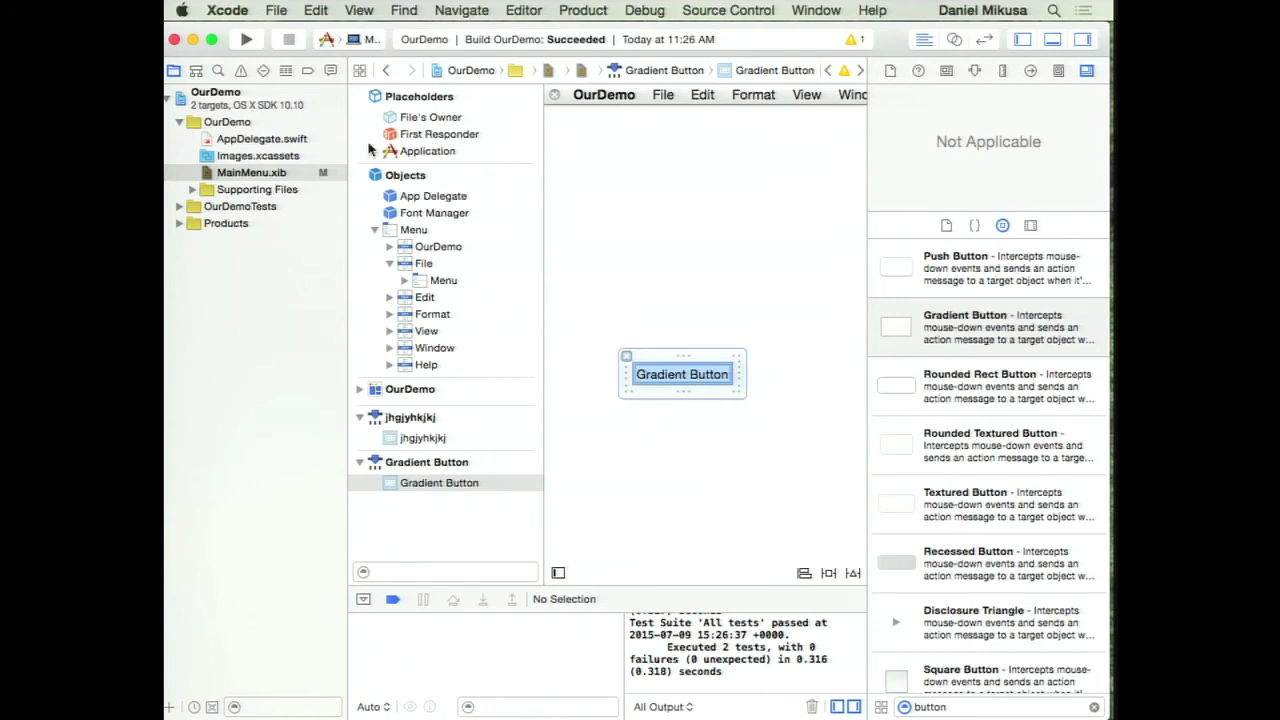 Xcode File Edit View Find Navigate Editor Product Debug Source Control Window Help Daniel Mikusa
M.. OurDemo | Build OurDemo: Succeeded | Today at 11:26 AM 1
OurDemo Gradient Button Gradient Button
OurDemo
2 targets, OS X SDK 10.10
OurDemo
AppDelegate.swift
Images.xcassets
MainMenu.xib M
Supporting Files
OurDemoTests
Products
Placeholders
File's Owner
First Responder
Application
Objects
App Delegate
Font Manager
Menu
OurDemo
File
Menu
Edit
Format
View
Window
Help
OurDemo
jhgjyhkjkj
jhgjyhkjkj
Gradient Button
Gradient Button
OurDemo File Edit Format View Winc
Gradient Button
No Selection
Test Suite 'All tests' passed at
2015-07-09 15:26:37 +0000.
Executed 2 tests, with 0
failures (0 unexpected) in 0.316
(0.318) seconds
Auto
All Output
Not Applicable
Push Button - Intercepts mouse-
down events and sends an action
message to a target object when it'...
Gradient Button - Intercepts
mouse-down events and sends an
action message to a target object w...
Rounded Rect Button - Intercepts
mouse-down events and sends an
action message to a target object w...
Rounded Textured Button -
Intercepts mouse-down events and
sends an action message to a targe...
Textured Button - Intercepts
mouse-down events and sends an
action message to a target object w...
Recessed Button - Intercepts
mouse-down events and sends an
action message to a target object w...
Disclosure Triangle - Intercepts
mouse-down events and sends an
action message to a target object w...
Square Button - Intercepts mouse-
down events and sends an action
message to a target object when it'...
button